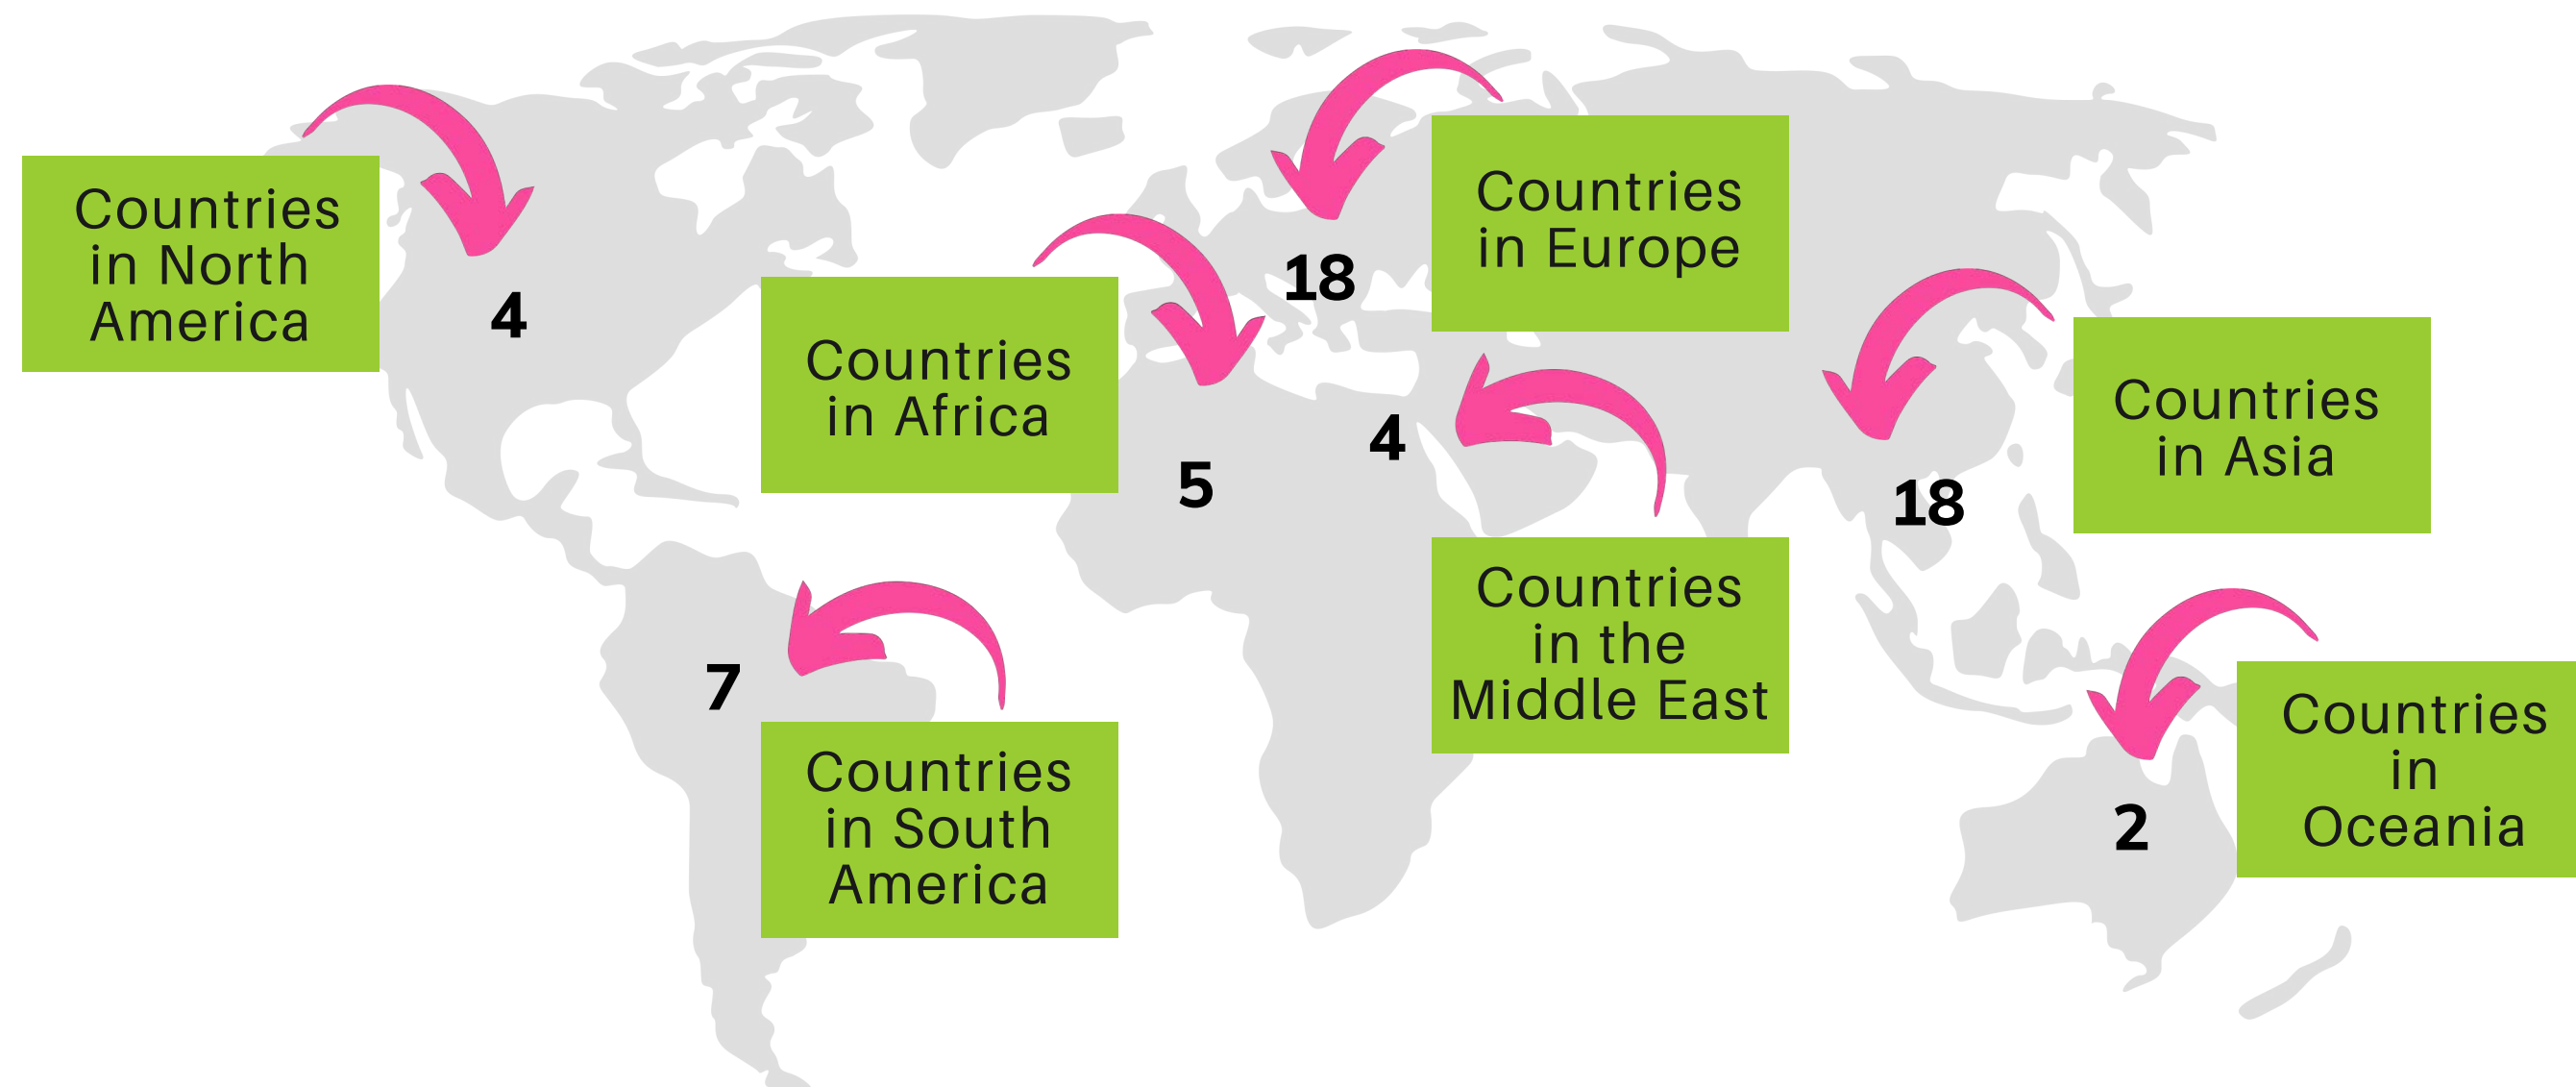 Countries
in North
America
4
Countries
in Africa
5
Countries
in Europe
18
Countries
in the
Middle East
4
Countries
in Asia
18
Countries
in South
America
7
Countries
in
Oceania
2